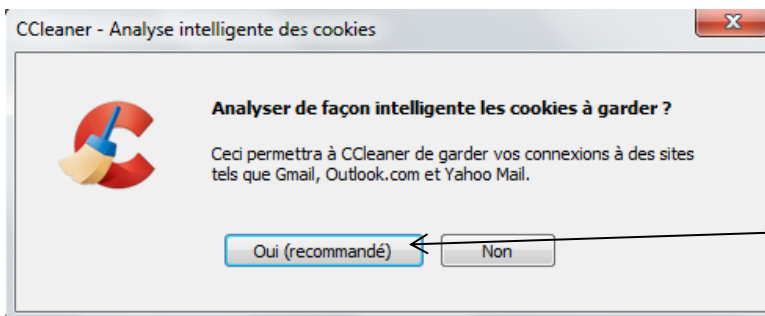 CCleaner - Analyse intelligente des cookies
Analyser de façon intelligente les cookies à garder ?
Ceci permettra à CCleaner de garder vos connexions à des sites
tels que Gmail, Outlook.com et Yahoo Mail.
Oui (recommandé) Non